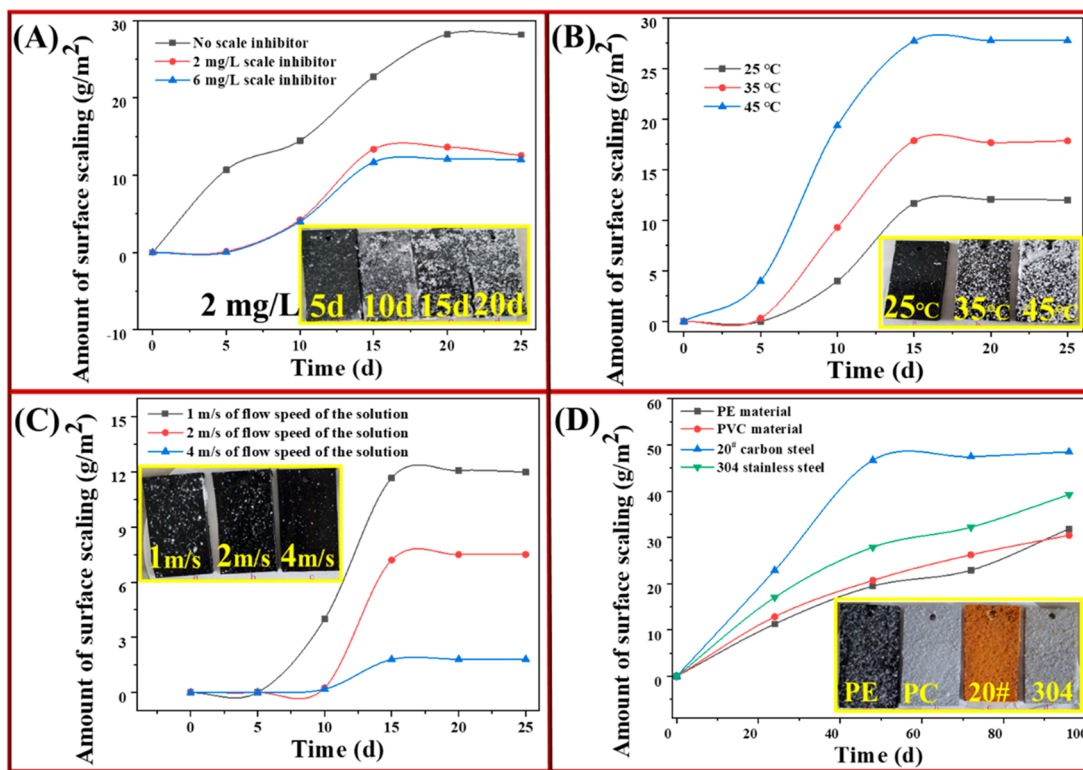 (A)
Amount of surface scaling (g/m²)
30
20
10
0
-10
No scale inhibitor
2 mg/L scale inhibitor
6 mg/L scale inhibitor
2 mg/L
5d 10d 15d 20d
0 5 10 15 20 25
Time (d)
(B)
Amount of surface scaling (g/m²)
30
25
20
15
10
5
0
25 °C
35 °C
45 °C
25°C 35°C 45°C
0 5 10 15 20 25
Time (d)
(C)
Amount of surface scaling (g/m²)
15
12
9
6
3
0
1 m/s of flow speed of the solution
2 m/s of flow speed of the solution
4 m/s of flow speed of the solution
1m/s 2m/s 4m/s
a b c
0 5 10 15 20 25
Time (d)
(D)
Amount of surface scaling (g/m²)
60
50
40
30
20
10
0
PE material
PVC material
20# carbon steel
304 stainless steel
PE PC 20# 304
0 20 40 60 80 100
Time (d)